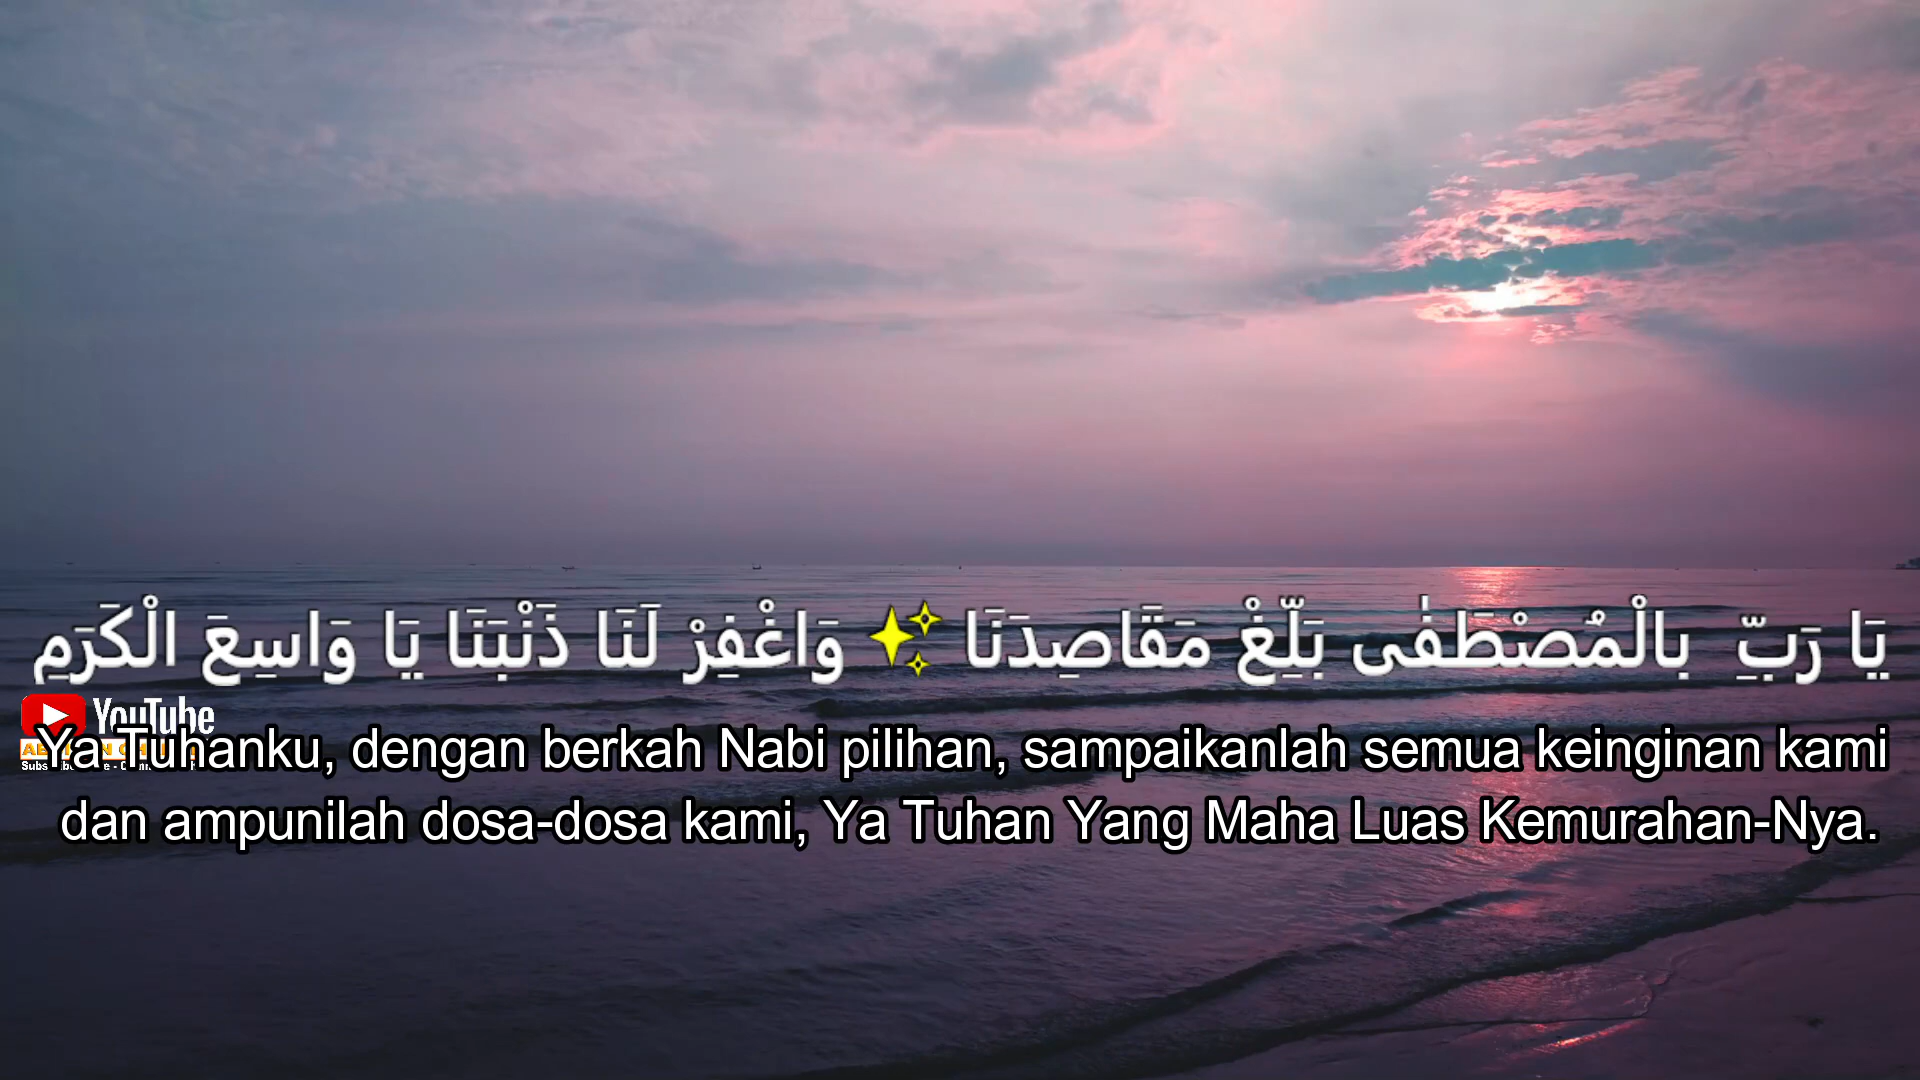 يَا رَبِّ بِالْمُصْطَفٰى بَلِّغْ مَقَاصِدَنَا ✨ وَاغْفِرْ لَنَا ذَنْبَنَا يَا وَاسِعَ الْكَرَمِ
YouTube
Ya Tuhanku, dengan berkah Nabi pilihan, sampaikanlah semua keinginan kami
dan ampunilah dosa-dosa kami, Ya Tuhan Yang Maha Luas Kemurahan-Nya.